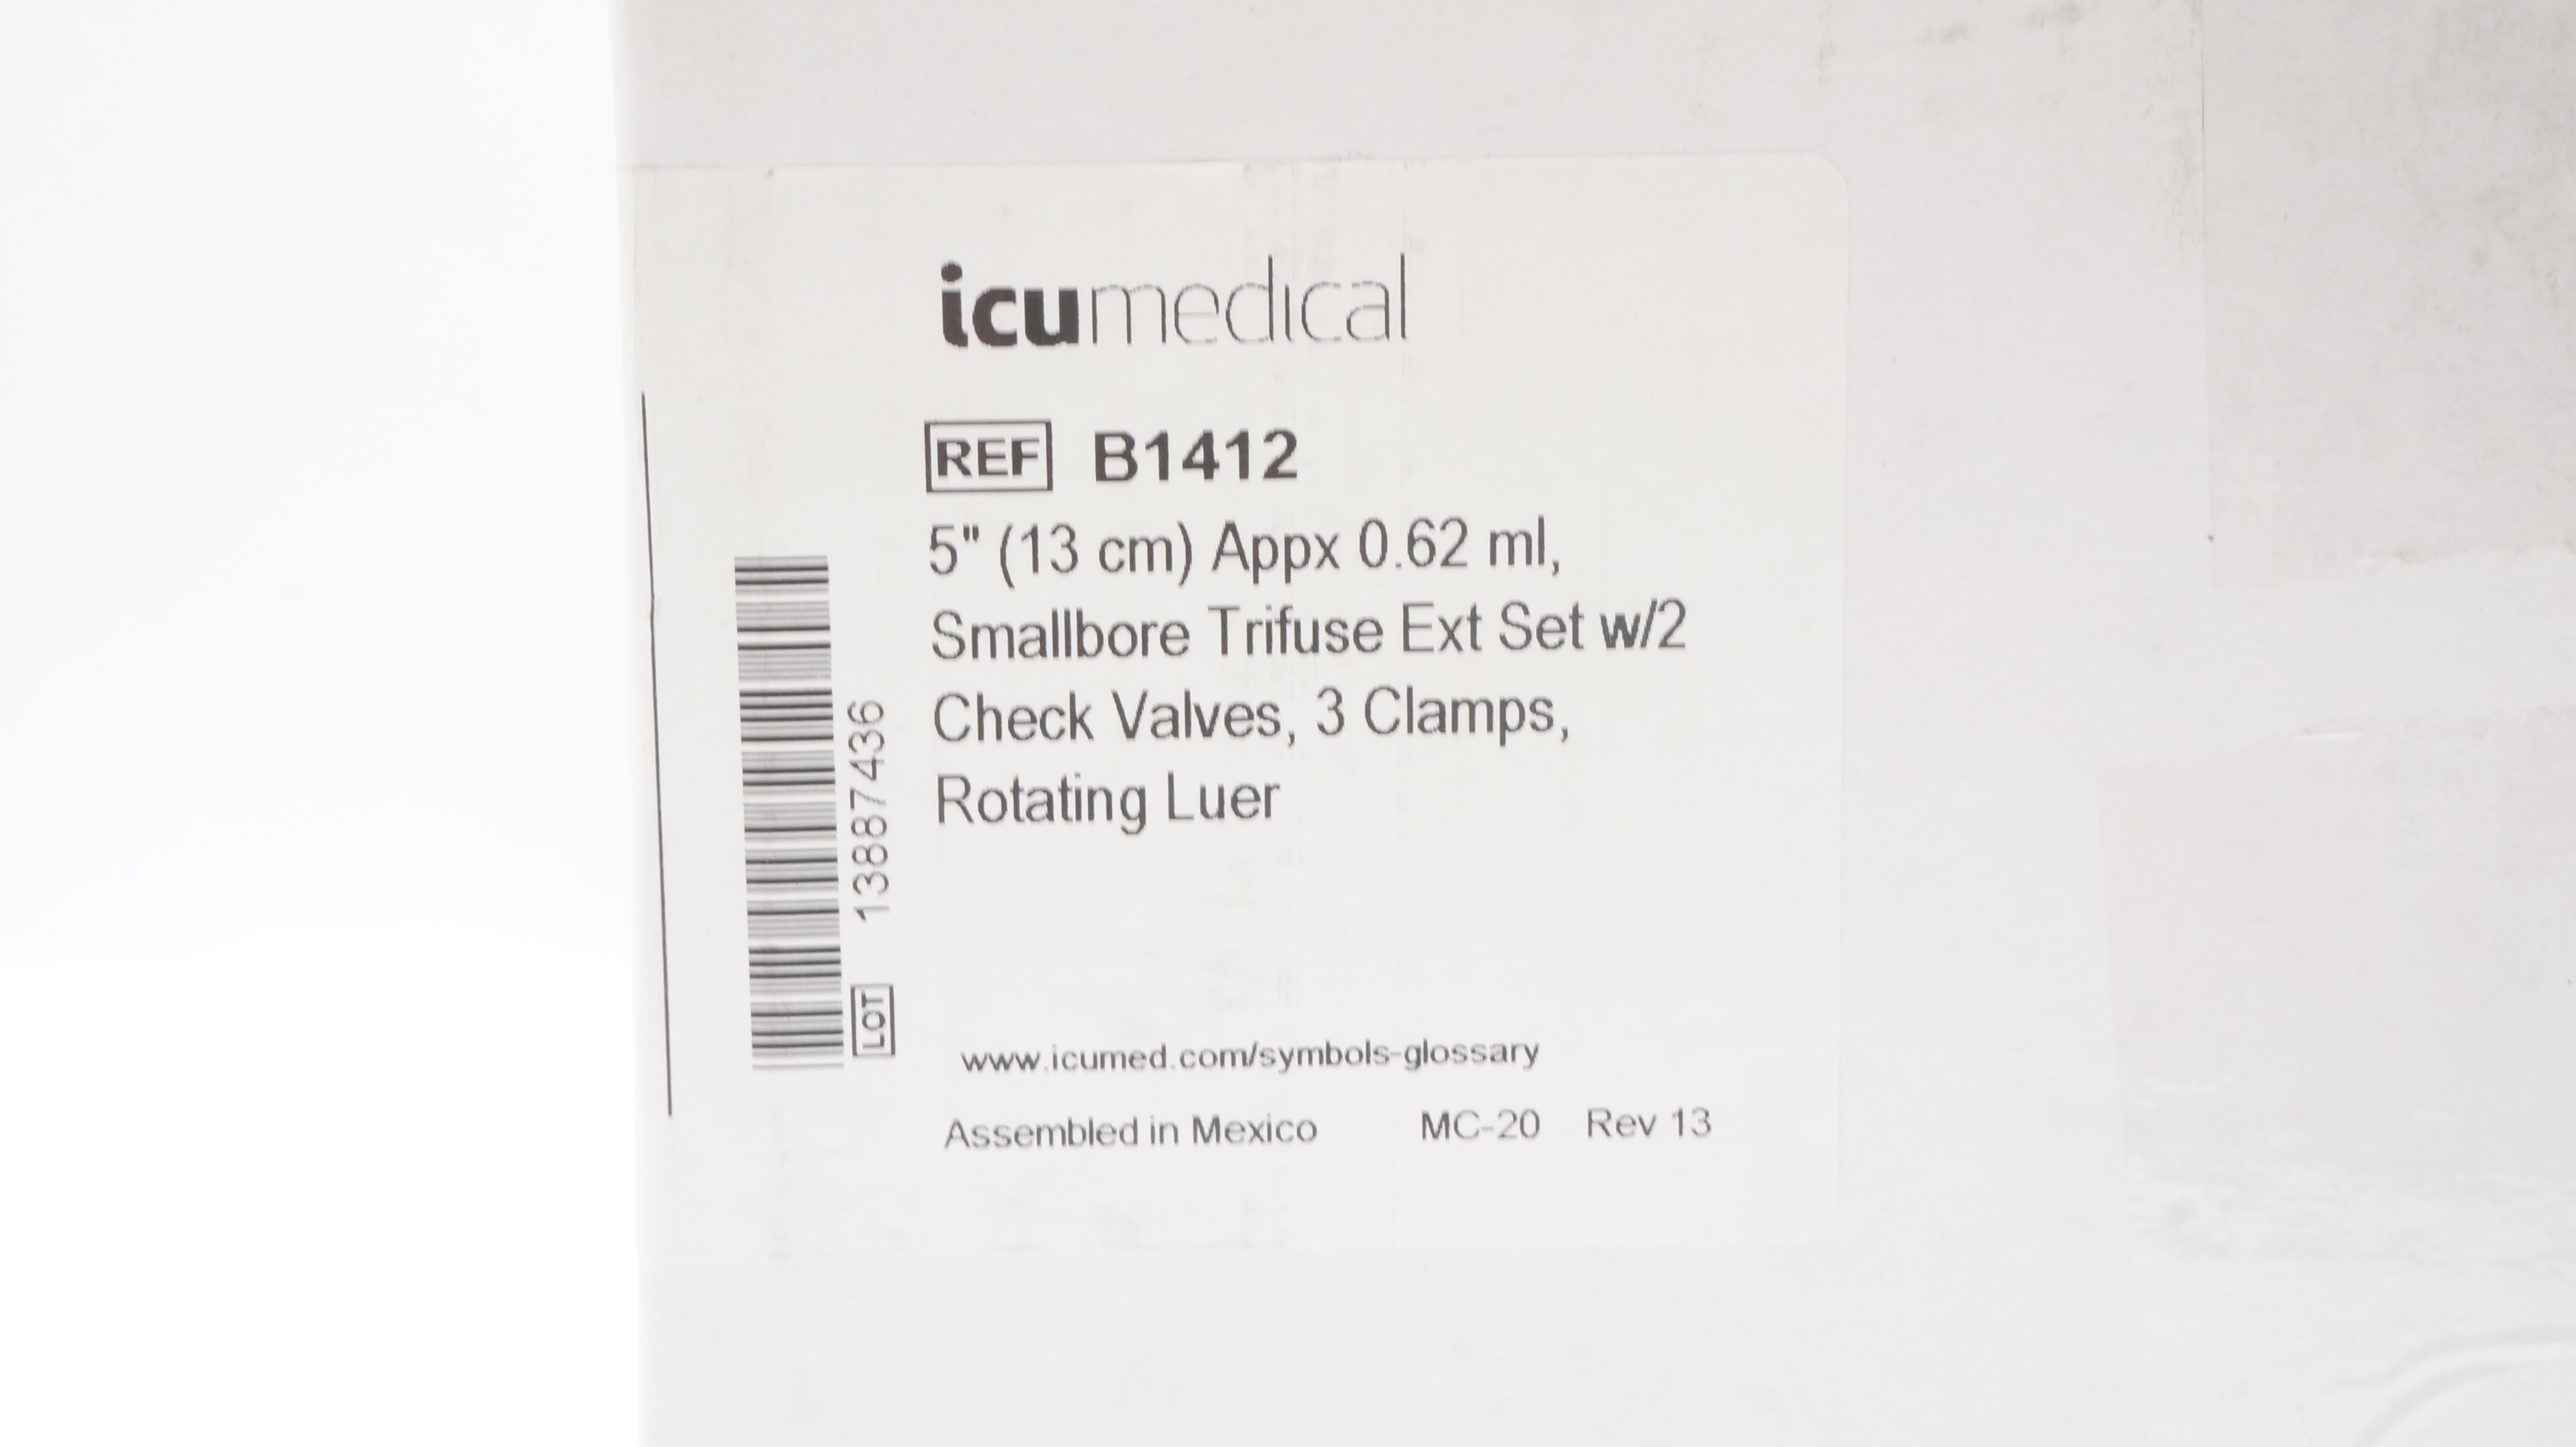 icumedical
REF B1412
5" (13 cm) Appx 0.62 ml,
Smallbore Trifuse Ext Set w/2
Check Valves, 3 Clamps,
Rotating Luer
LOT 13887436
www.icumed.com/symbols-glossary
Assembled in Mexico MC-20 Rev 13